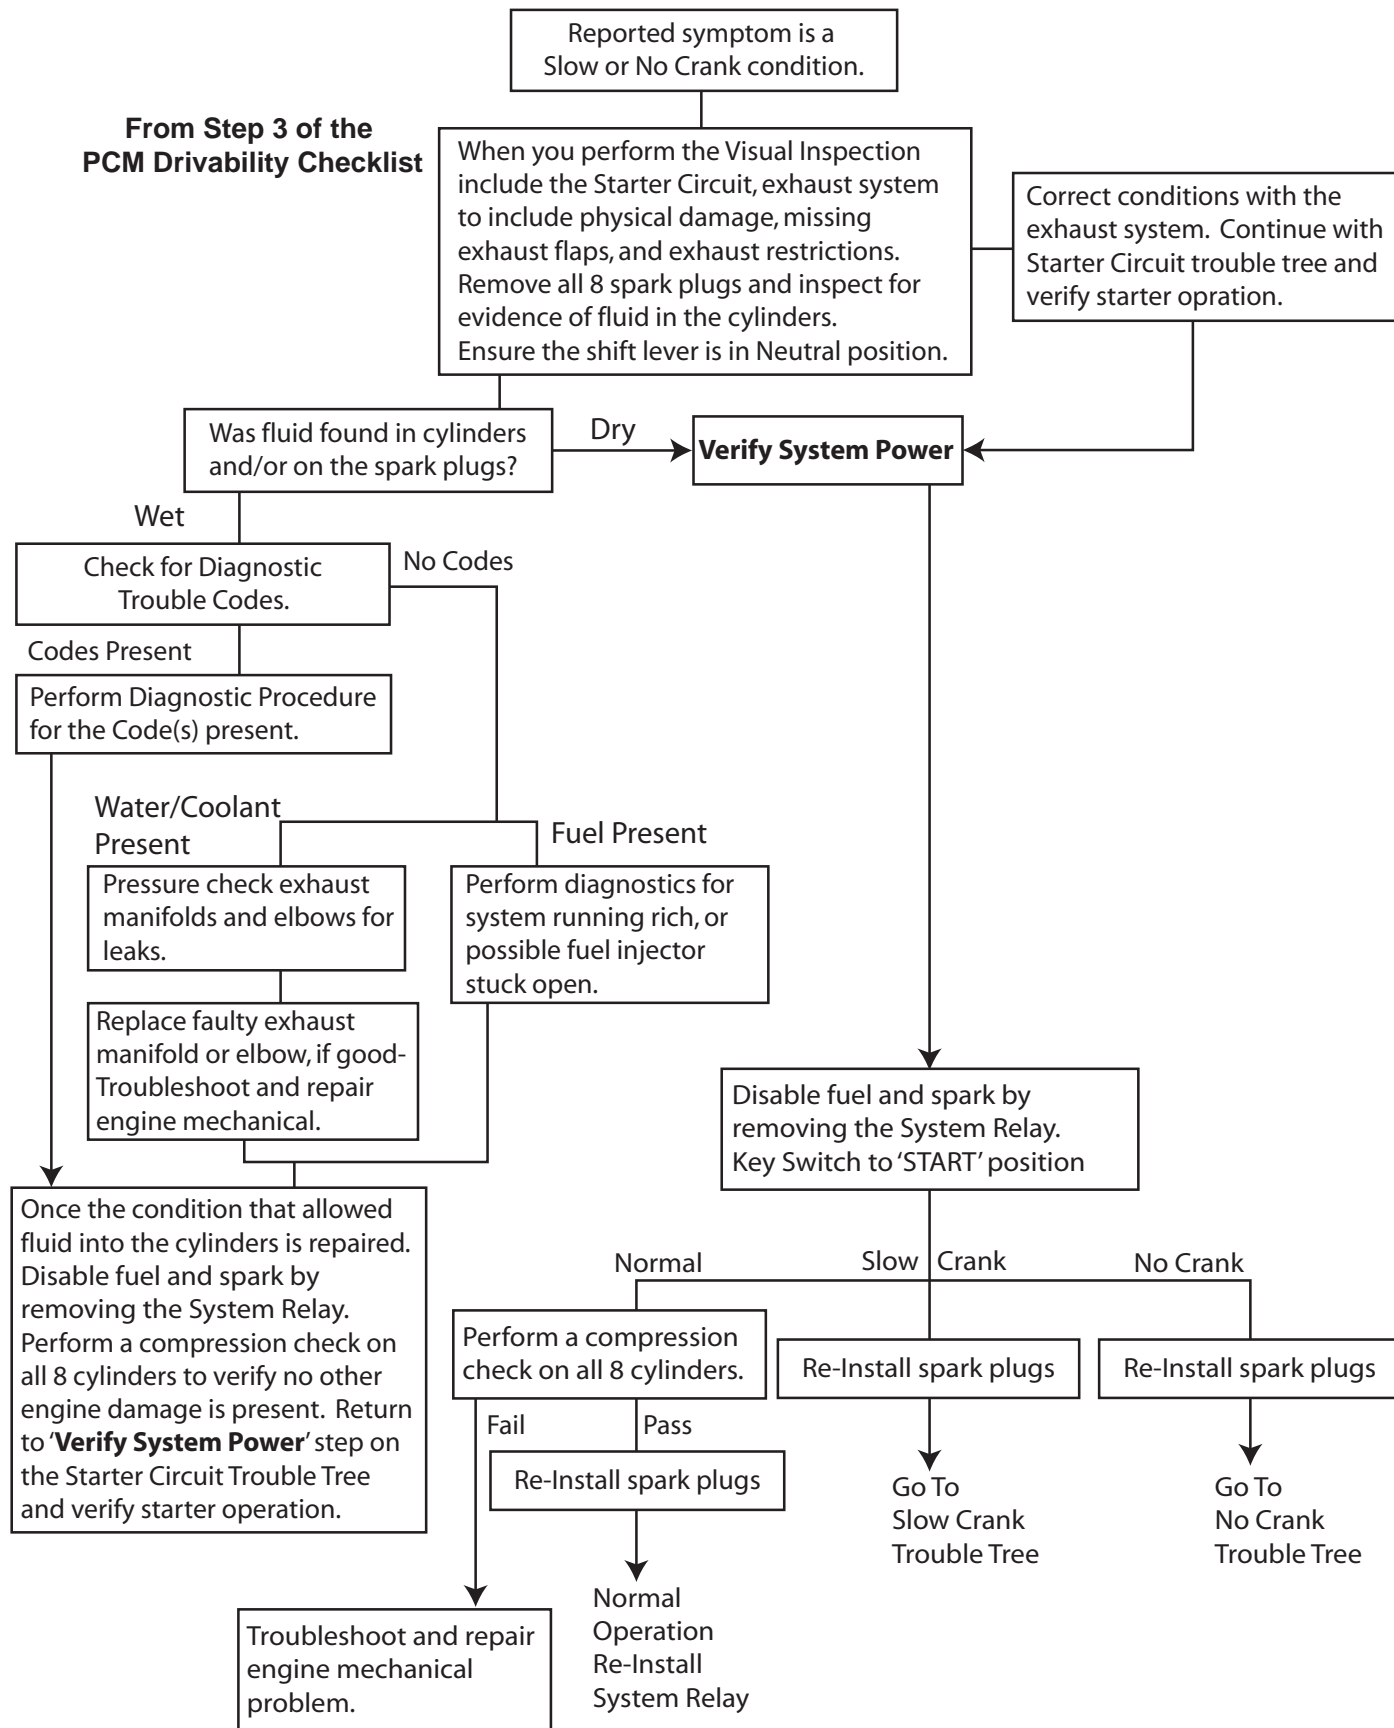 Reported symptom is a
Slow or No Crank condition.
From Step 3 of the
PCM Drivability Checklist
When you perform the Visual Inspection
include the Starter Circuit, exhaust system
to include physical damage, missing
exhaust flaps, and exhaust restrictions.
Remove all 8 spark plugs and inspect for
evidence of fluid in the cylinders.
Ensure the shift lever is in Neutral position.
Correct conditions with the
exhaust system.  Continue with
Starter Circuit trouble tree and
verify starter opration.
Was fluid found in cylinders
and/or on the spark plugs?
Dry
Verify System Power
Wet
Check for Diagnostic
Trouble Codes.
No Codes
Codes Present
Perform Diagnostic Procedure
for the Code(s) present.
Water/Coolant
Present
Fuel Present
Pressure check exhaust
manifolds and elbows for
leaks.
Perform diagnostics for
system running rich, or
possible fuel injector
stuck open.
Replace faulty exhaust
manifold or elbow, if good-
Troubleshoot and repair
engine mechanical.
Disable fuel and spark by
removing the System Relay.
Key Switch to 'START' position
Once the condition that allowed
fluid into the cylinders is repaired.
Disable fuel and spark by
removing the System Relay.
Perform a compression check on
all 8 cylinders to verify no other
engine damage is present.  Return
to 'Verify System Power' step on
the Starter Circuit Trouble Tree
and verify starter operation.
Normal
Slow Crank
No Crank
Perform a compression
check on all 8 cylinders.
Re-Install spark plugs
Re-Install spark plugs
Fail
Pass
Re-Install spark plugs
Go To
Slow Crank
Trouble Tree
Go To
No Crank
Trouble Tree
Normal
Operation
Re-Install
System Relay
Troubleshoot and repair
engine mechanical
problem.